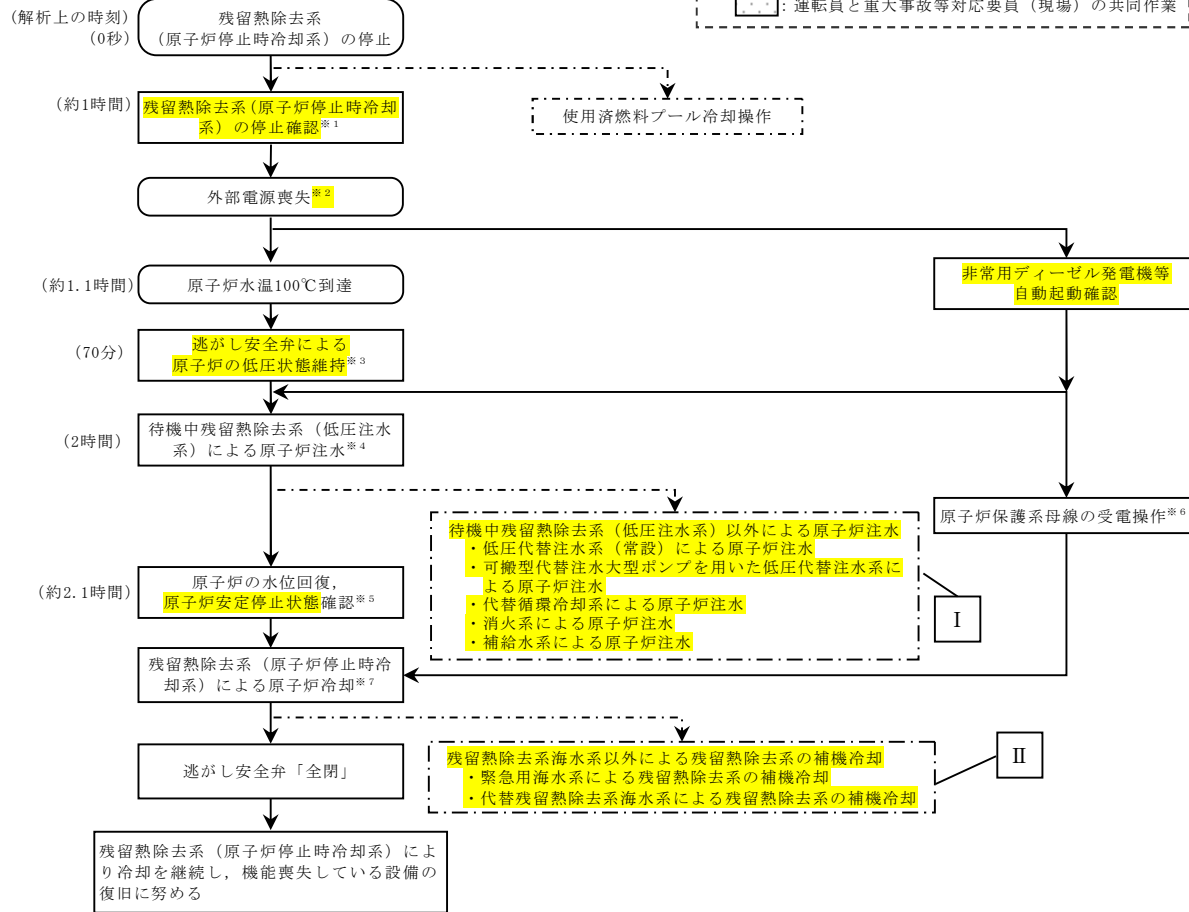 ：運転員と重大事故等対応要員（現場）の共同作業
(解析上の時刻)
(0秒)
残留熱除去系
（原子炉停止時冷却系）の停止
(約1時間)
残留熱除去系(原子炉停止時冷却
系）の停止確認※1
使用済燃料プール冷却操作
外部電源喪失※2
(約1.1時間)
原子炉水温100℃到達
非常用ディーゼル発電機等
自動起動確認
(70分)
逃がし安全弁による
原子炉の低圧状態維持※3
(2時間)
待機中残留熱除去系（低圧注水
系）による原子炉注水※4
原子炉保護系母線の受電操作※6
待機中残留熱除去系（低圧注水系）以外による原子炉注水
・低圧代替注水系（常設）による原子炉注水
・可搬型代替注水大型ポンプを用いた低圧代替注水系に
よる原子炉注水
・代替循環冷却系による原子炉注水
・消火系による原子炉注水
・補給水系による原子炉注水
Ⅰ
(約2.1時間)
原子炉の水位回復，
原子炉安定停止状態確認※5
残留熱除去系（原子炉停止時冷
却系）による原子炉冷却※7
逃がし安全弁「全閉」
残留熱除去系海水系以外による残留熱除去系の補機冷却
・緊急用海水系による残留熱除去系の補機冷却
・代替残留熱除去系海水系による残留熱除去系の補機冷却
Ⅱ
残留熱除去系（原子炉停止時冷却系）によ
り冷却を継続し，機能喪失している設備の
復旧に努める